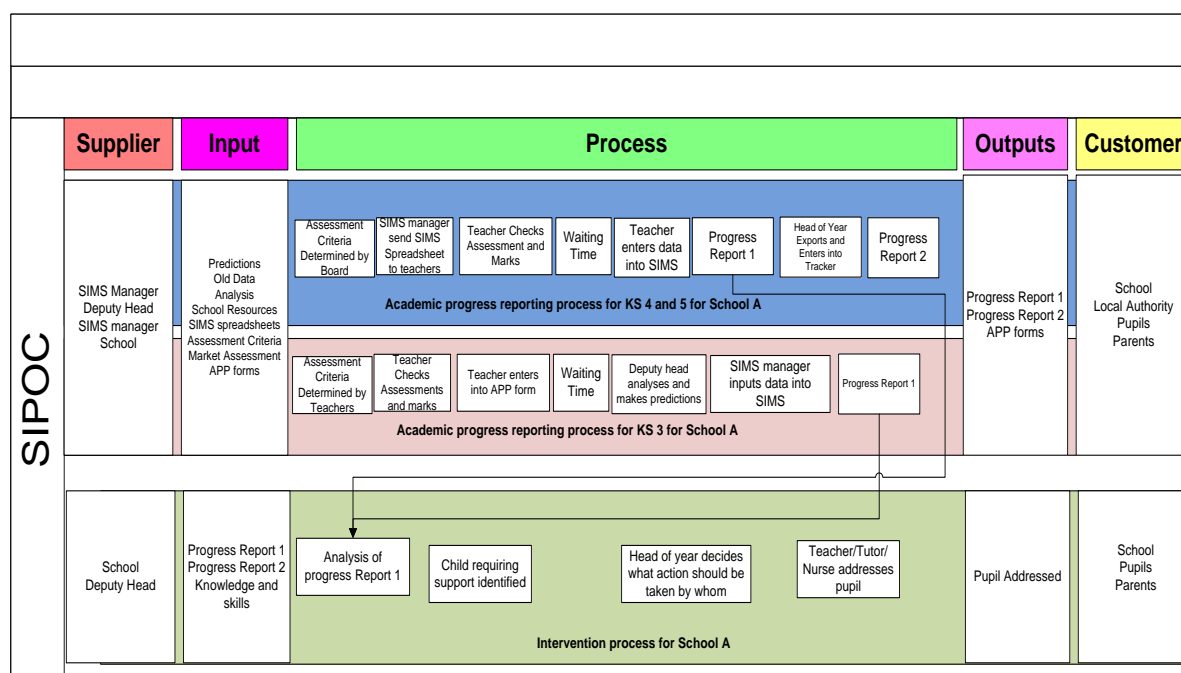 SIPOC
Supplier
Input
Process
Outputs
Customer
SIMS Manager
Deputy Head
SIMS manager
School
Predictions
Old Data
Analysis
School Resources
SIMS spreadsheets
Assessment Criteria
Market Assessment
APP forms
Assessment
Criteria
Determined by
Board
SIMS manager
send SIMS
Spreadsheet
to teachers
Teacher Checks
Assessment and
Marks
Waiting
Time
Teacher
enters data
into SIMS
Progress
Report 1
Head of Year
Exports and
Enters into
Tracker
Progress
Report 2
Academic progress reporting process for KS 4 and 5 for School A
Assessment
Criteria
Determined by
Teachers
Teacher
Checks
Assessments
and marks
Teacher enters
into APP form
Waiting
Time
Deputy head
analyses and
makes predictions
SIMS manager
inputs data into
SIMS
Progress Report 1
Academic progress reporting process for KS 3 for School A
Progress Report 1
Progress Report 2
APP forms
School
Local Authority
Pupils
Parents
School
Deputy Head
Progress Report 1
Progress Report 2
Knowledge and
skills
Analysis of
progress Report 1
Child requiring
support identified
Head of year decides
what action should be
taken by whom
Teacher/Tutor/
Nurse addresses
pupil
Intervention process for School A
Pupil Addressed
School
Pupils
Parents